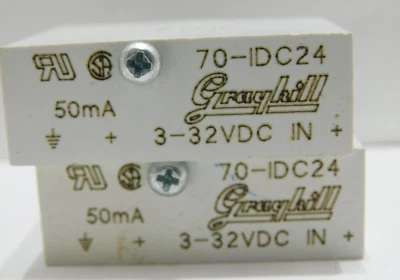 70-IDC24
50mA Grayhill
⏚ + 3-32VDC IN +
70-IDC24
50mA Grayhill
⏚ + 3-32VDC IN +